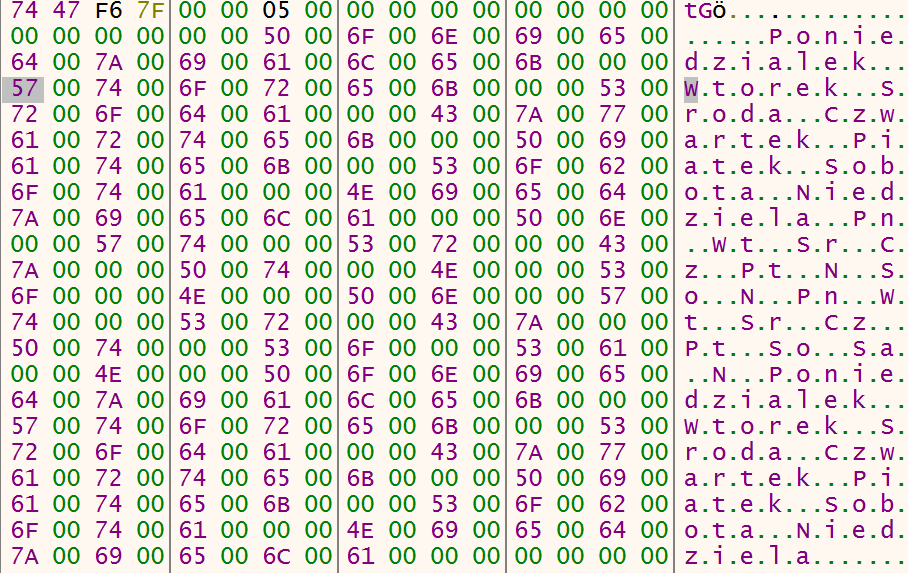 74 47 F6 7F 00 00 05 00 00 00 00 00 00 00 00 00 tGö.............
00 00 00 00 00 00 50 00 6F 00 6E 00 69 00 65 00 ......P.o.n.i.e.
64 00 7A 00 69 00 61 00 6C 00 65 00 6B 00 00 00 d.z.i.a.l.e.k...
57 00 74 00 6F 00 72 00 65 00 6B 00 00 00 53 00 W.t.o.r.e.k...S.
72 00 6F 00 64 00 61 00 00 00 43 00 7A 00 77 00 r.o.d.a...C.z.w.
61 00 72 00 74 00 65 00 6B 00 00 00 50 00 69 00 a.r.t.e.k...P.i.
61 00 74 00 65 00 6B 00 00 00 53 00 6F 00 62 00 a.t.e.k...S.o.b.
6F 00 74 00 61 00 00 00 4E 00 69 00 65 00 64 00 o.t.a...N.i.e.d.
7A 00 69 00 65 00 6C 00 61 00 00 00 50 00 6E 00 z.i.e.l.a...P.n.
00 00 57 00 74 00 00 00 53 00 72 00 00 00 43 00 ..W.t...S.r...C.
7A 00 00 00 50 00 74 00 00 00 4E 00 00 00 53 00 z...P.t...N...S.
6F 00 00 00 4E 00 00 00 50 00 6E 00 00 00 57 00 o...N...P.n...W.
74 00 00 00 53 00 72 00 00 00 43 00 7A 00 00 00 t...S.r...C.z...
50 00 74 00 00 00 53 00 6F 00 00 00 53 00 61 00 P.t...S.o...S.a.
00 00 4E 00 00 00 50 00 6F 00 6E 00 69 00 65 00 ..N...P.o.n.i.e.
64 00 7A 00 69 00 61 00 6C 00 65 00 6B 00 00 00 d.z.i.a.l.e.k...
57 00 74 00 6F 00 72 00 65 00 6B 00 00 00 53 00 W.t.o.r.e.k...S.
72 00 6F 00 64 00 61 00 00 00 43 00 7A 00 77 00 r.o.d.a...C.z.w.
61 00 72 00 74 00 65 00 6B 00 00 00 50 00 69 00 a.r.t.e.k...P.i.
61 00 74 00 65 00 6B 00 00 00 53 00 6F 00 62 00 a.t.e.k...S.o.b.
6F 00 74 00 61 00 00 00 4E 00 69 00 65 00 64 00 o.t.a...N.i.e.d.
7A 00 69 00 65 00 6C 00 61 00 00 00 00 00 00 00 z.i.e.l.a.......